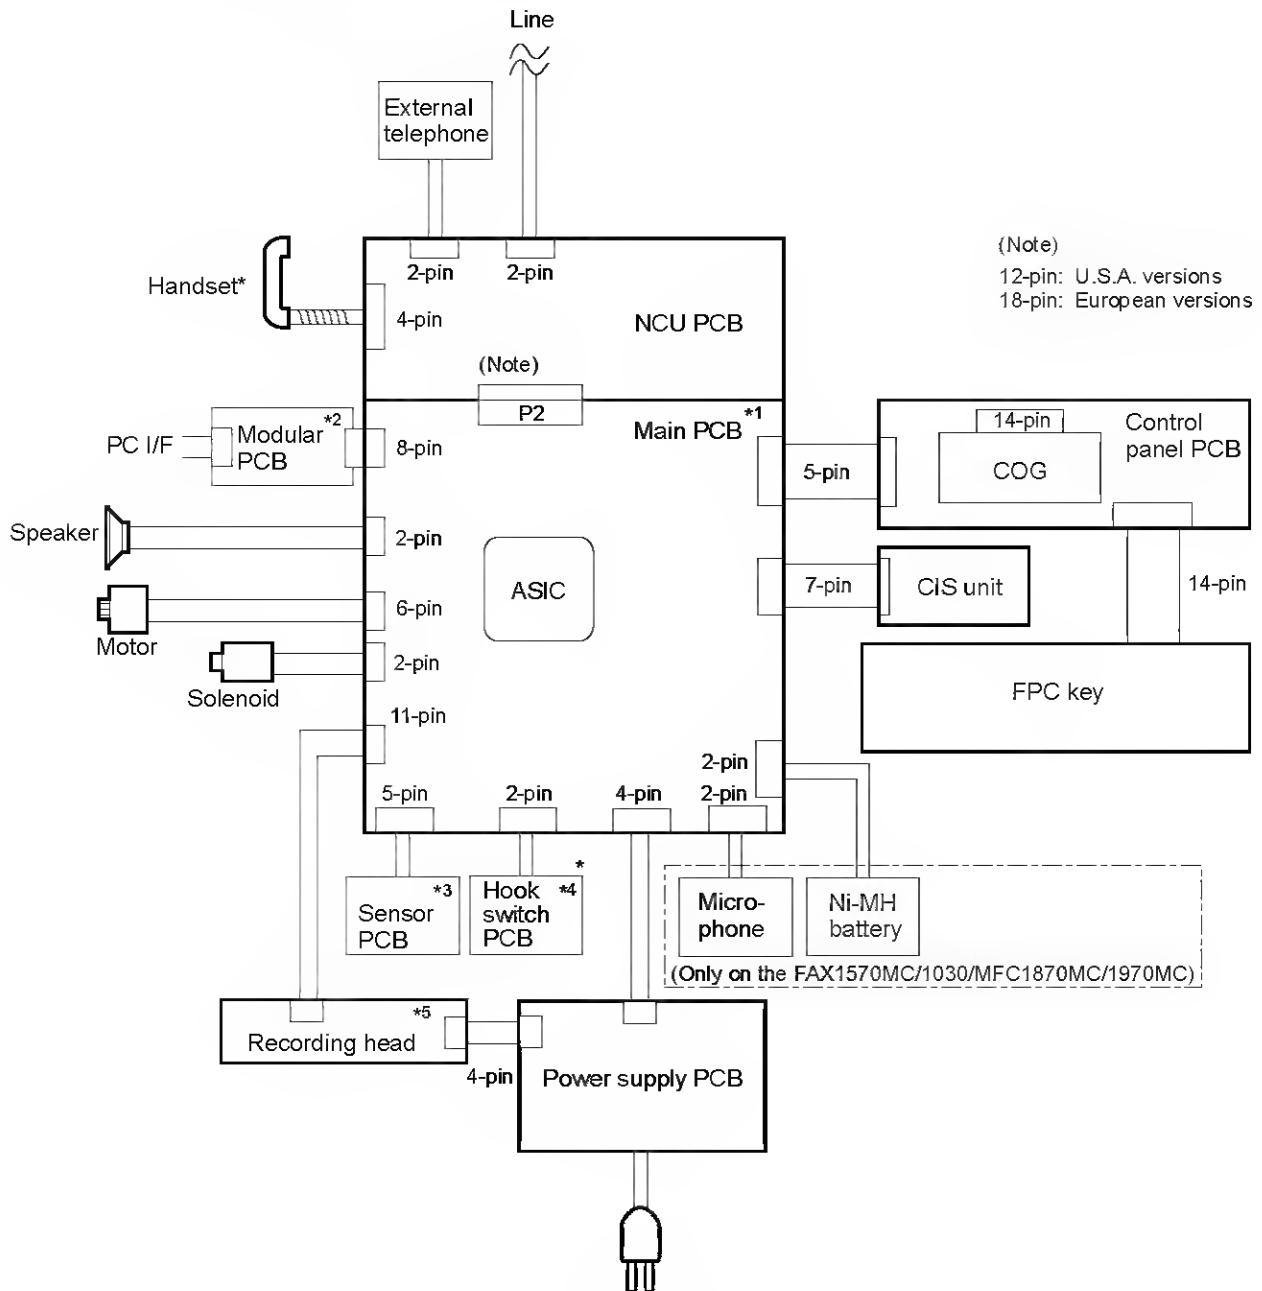 Line
External
telephone
2-pin
2-pin
Handset*
4-pin
NCU PCB
(Note)
12-pin: U.S.A. versions
18-pin: European versions
(Note)
P2
Main PCB *1
PC I/F
Modular *2
PCB
8-pin
5-pin
14-pin
COG
Control
panel PCB
Speaker
2-pin
ASIC
7-pin
CIS unit
14-pin
Motor
6-pin
Solenoid
2-pin
FPC key
11-pin
2-pin
5-pin
2-pin
4-pin
2-pin
*
*3
Sensor
PCB
Hook *4
switch
PCB
Micro-
phone
Ni-MH
battery
(Only on the FAX1570MC/1030/MFC1870MC/1970MC)
*5
Recording head
4-pin
Power supply PCB